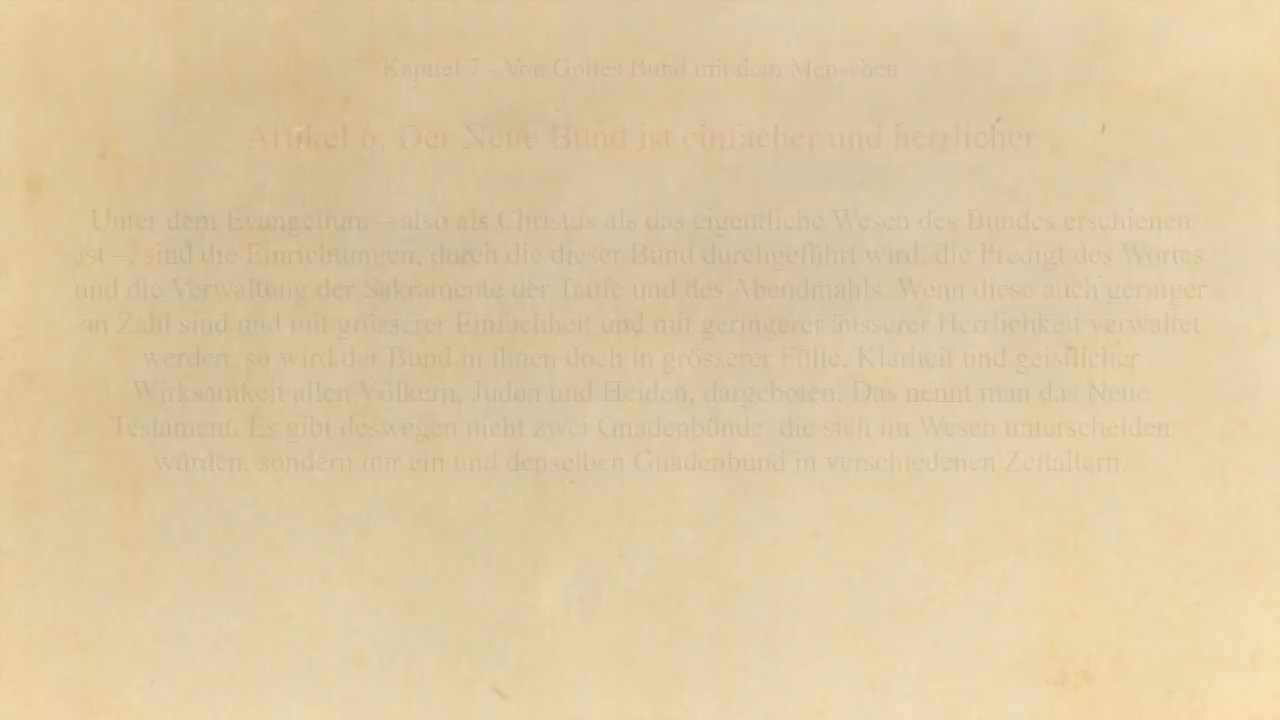 Kapitel 7 - Von Gottes Bund mit dem Menschen
Artikel 6: Der Neue Bund ist einfacher und herrlicher
Unter dem Evangelium – also als Christus als das eigentliche Wesen des Bundes erschienen
ist –, sind die Einrichtungen, durch die dieser Bund durchgeführt wird, die Predigt des Wortes
und die Verwaltung der Sakramente der Taufe und des Abendmahls. Wenn diese auch geringer
an Zahl sind und mit grösserer Einfachheit und mit geringerer äusserer Herrlichkeit verwaltet
werden, so wird der Bund in ihnen doch in grösserer Fülle, Klarheit und geistlicher
Wirksamkeit allen Völkern, Juden und Heiden, dargeboten. Das nennt man das Neue
Testament. Es gibt deswegen nicht zwei Gnadenbünde, die sich im Wesen unterscheiden
würden, sondern nur ein und denselben Gnadenbund in verschiedenen Zeitaltern.